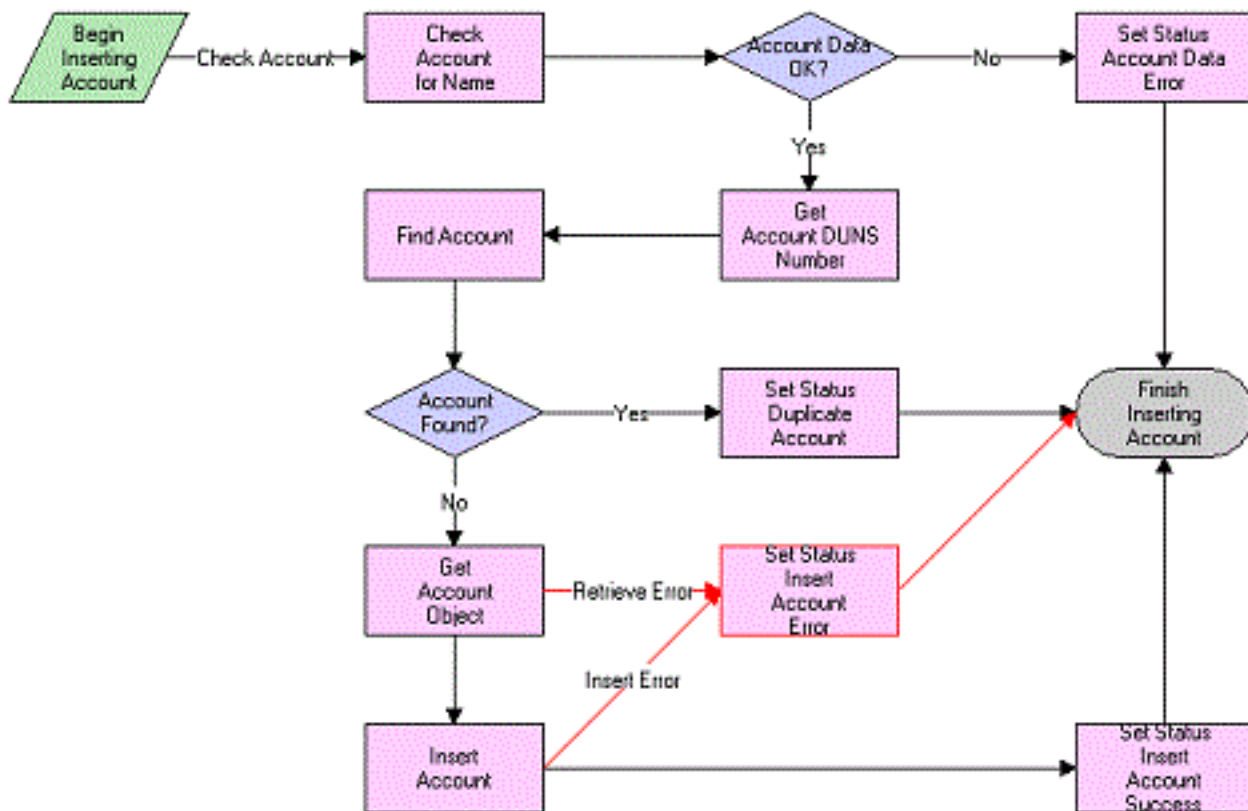 Begin
Inserting
Account
Check Account
Check
Account
for Name
Account Data
OK?
No
Set Status
Account Data
Error
Yes
Find Account
Get
Account DUNS
Number
Account
Found?
Yes
Set Status
Duplicate
Account
Finish
Inserting
Account
No
Get
Account
Object
Retrieve Error
Set Status
Insert
Account
Error
Insert Error
Insert
Account
Set Status
Insert
Account
Success